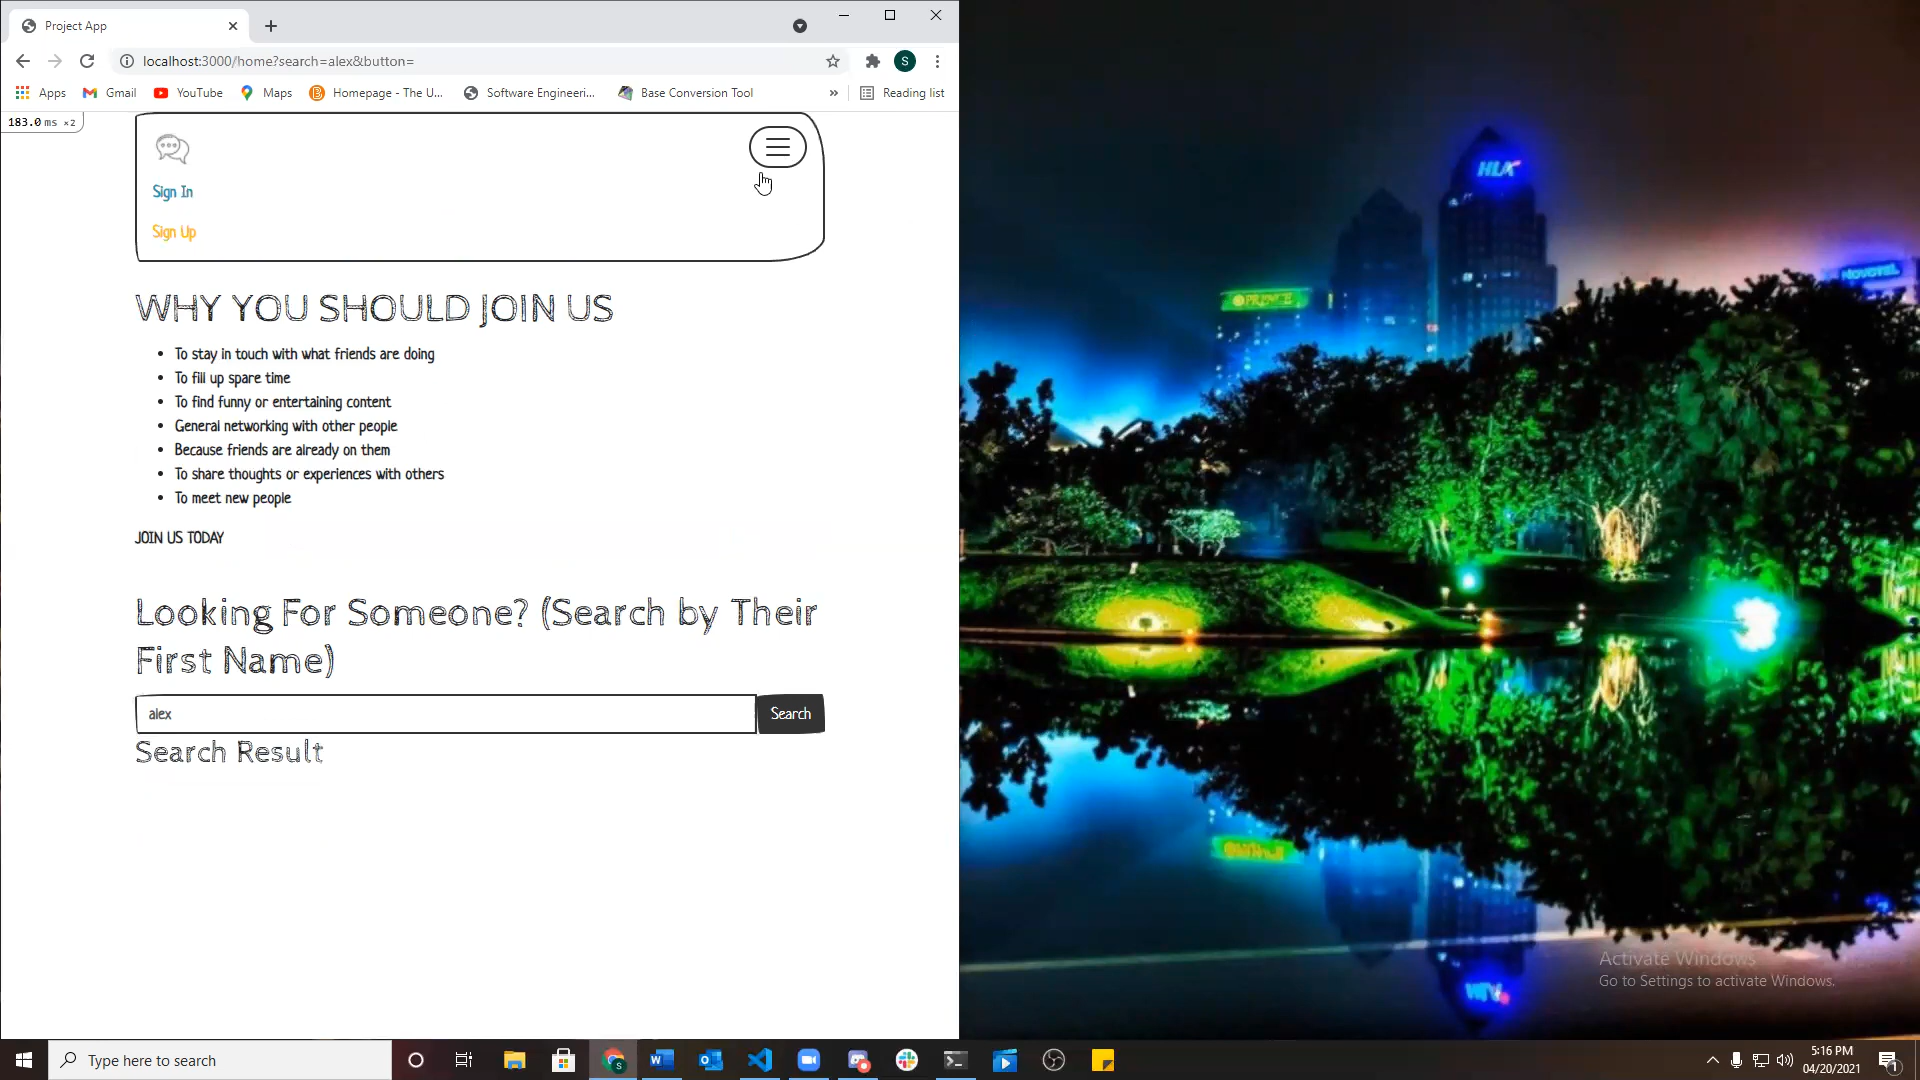 Project App
localhost:3000/home?search=alex&button=
S
Apps
Gmail
YouTube
Maps
Homepage - The U...
Software Engineeri...
Base Conversion Tool
»
Reading list
183.0 ms ×2
Sign In
Sign Up
WHY YOU SHOULD JOIN US
• To stay in touch with what friends are doing
• To fill up spare time
• To find funny or entertaining content
• General networking with other people
• Because friends are already on them
• To share thoughts or experiences with others
• To meet new people
JOIN US TODAY
Looking For Someone? (Search by Their
First Name)
alex
Search
Search Result
HLA
NOVOTEL
Activate Windows
Go to Settings to activate Windows.
Type here to search
5:16 PM
04/20/2021
1